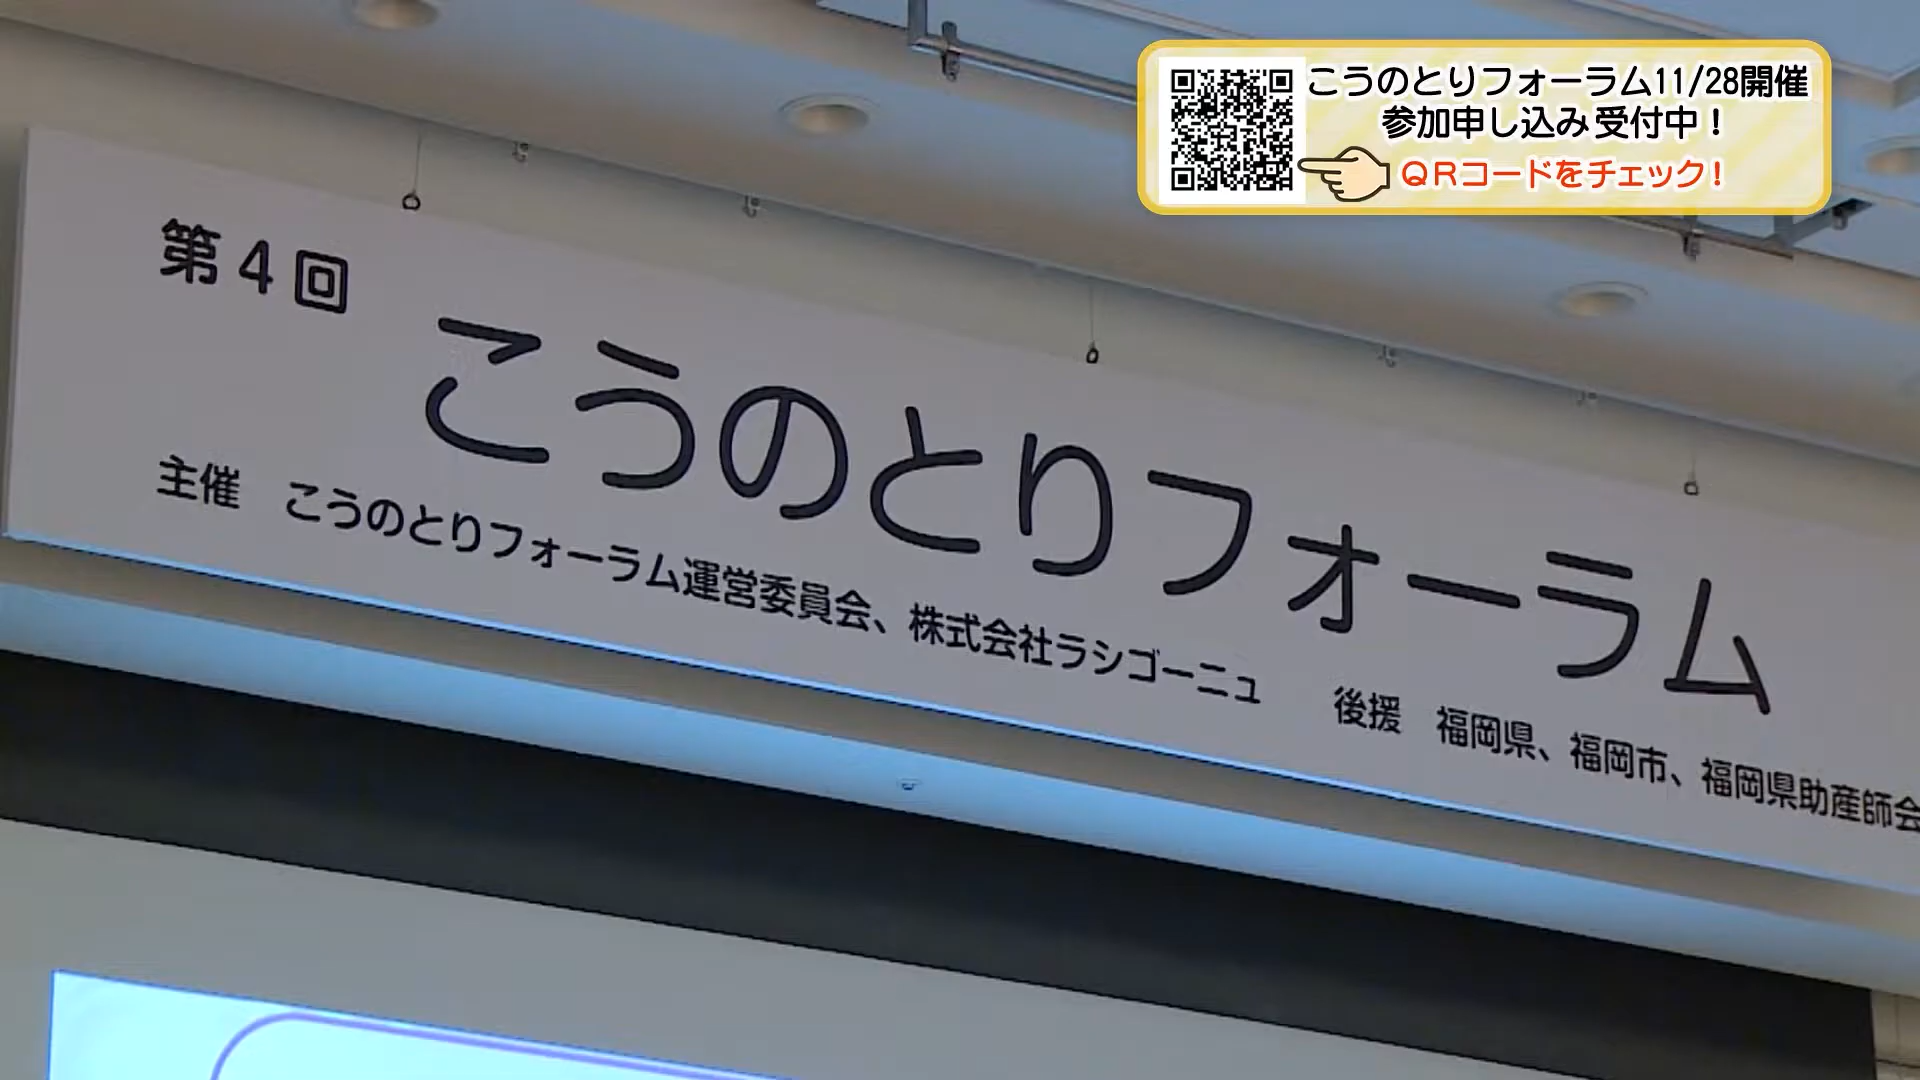 こうのとりフォーラム11/28開催
参加申し込み受付中！
QRコードをチェック！
第4回
こうのとりフォーラム
主催　こうのとりフォーラム運営委員会、株式会社ラシゴーニュ　後援　福岡県、福岡市、福岡県助産師会